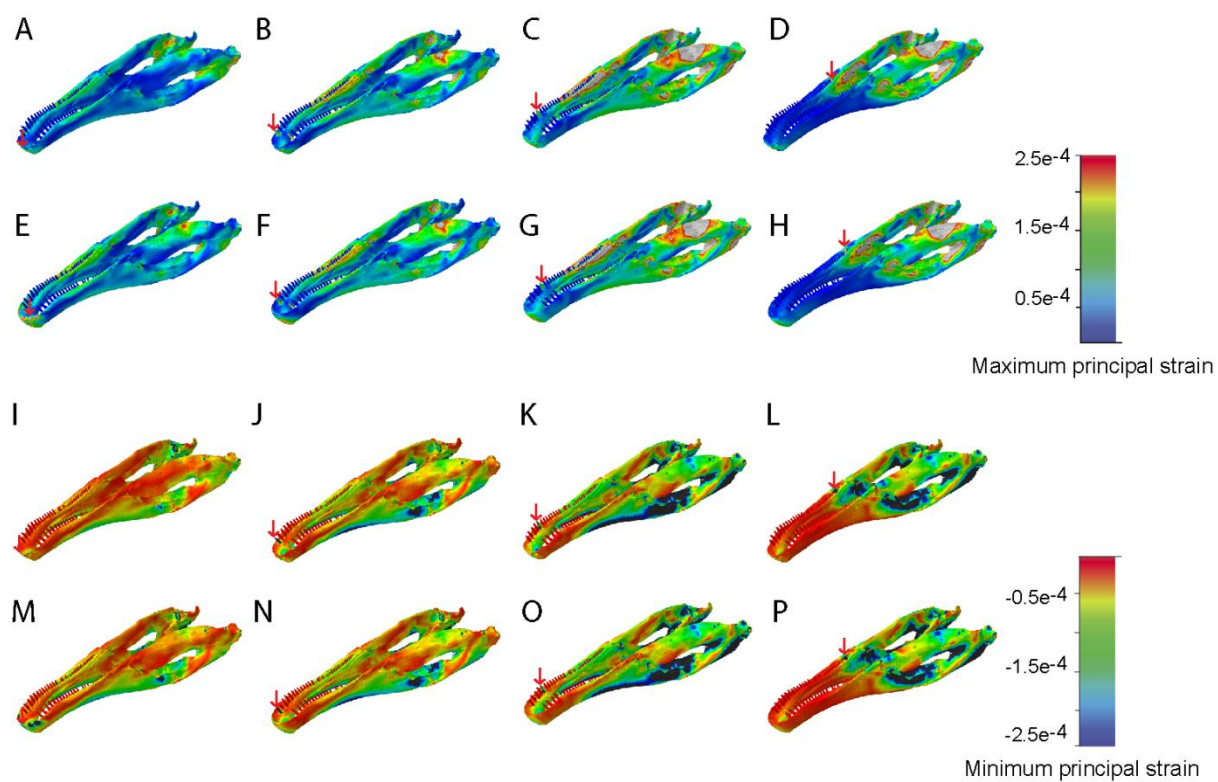 A B C D
2.5e-4
1.5e-4
0.5e-4
Maximum principal strain
E F G H
I J K L
-0.5e-4
-1.5e-4
-2.5e-4
Minimum principal strain
M N O P